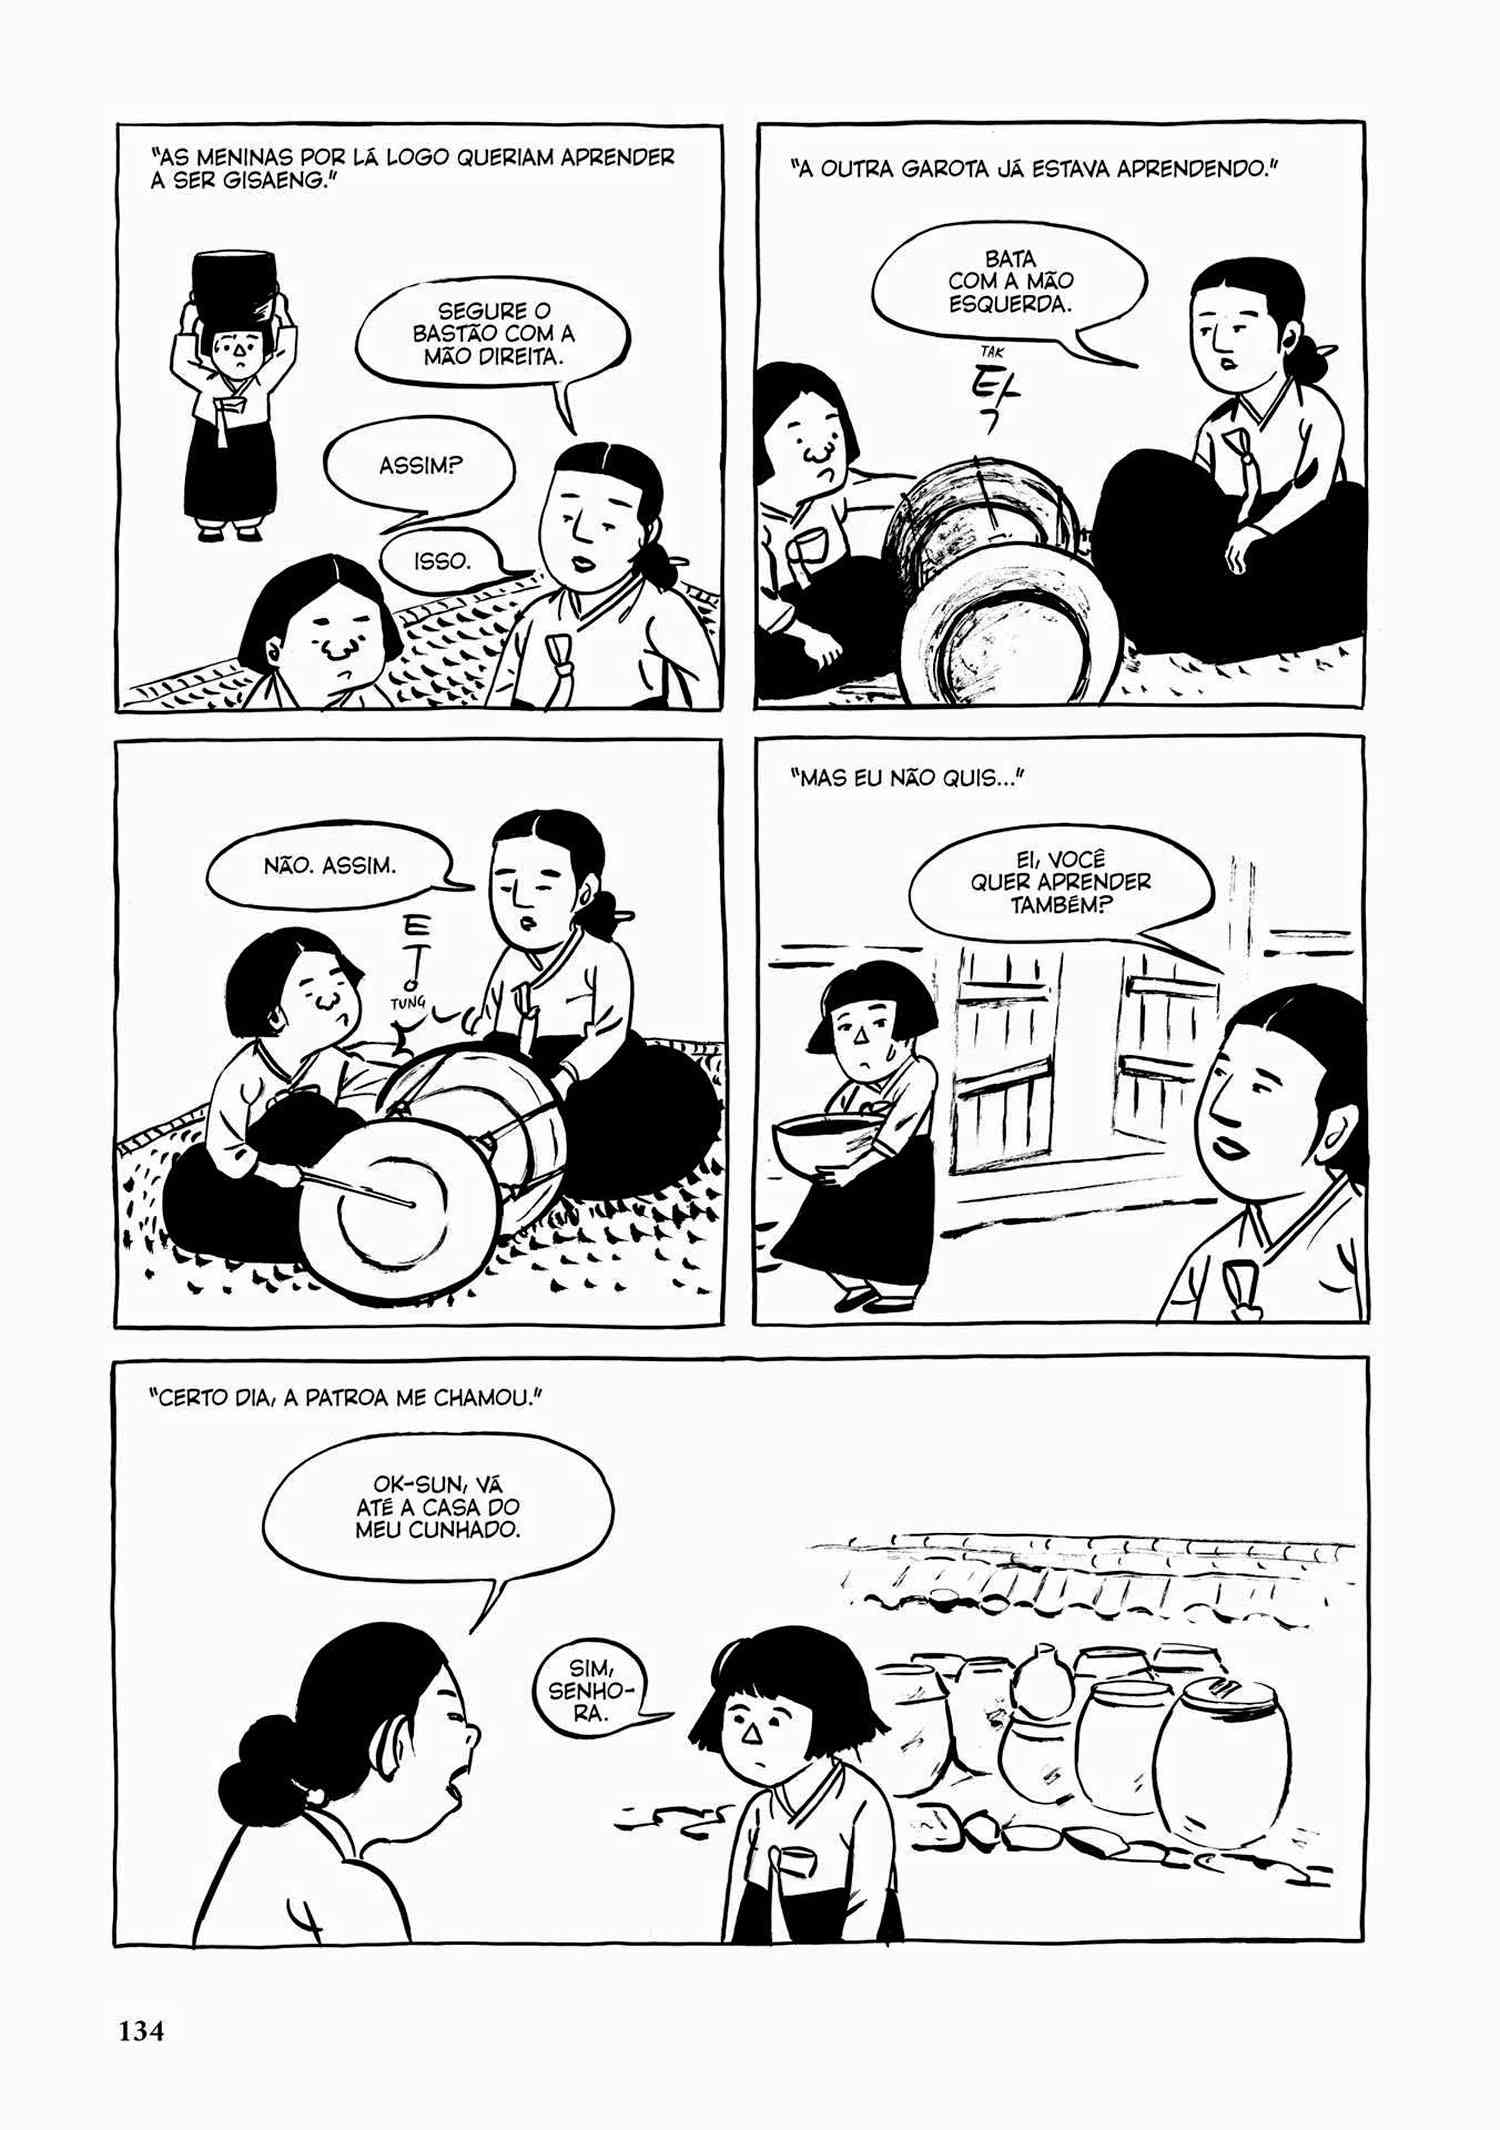 "AS MENINAS POR LÁ LOGO QUERIAM APRENDER
A SER GISAENG."
SEGURE O
BASTÃO COM A
MÃO DIREITA.
ASSIM?
ISSO.
"A OUTRA GAROTA JÁ ESTAVA APRENDENDO."
BATA
COM A MÃO
ESQUERDA.
TAK
탁
NÃO. ASSIM.
텅
TUNG
"MAS EU NÃO QUIS..."
EI, VOCÊ
QUER APRENDER
TAMBÉM?
"CERTO DIA, A PATROA ME CHAMOU."
OK-SUN, VÁ
ATÉ A CASA DO
MEU CUNHADO.
SIM,
SENHO-
RA.
134